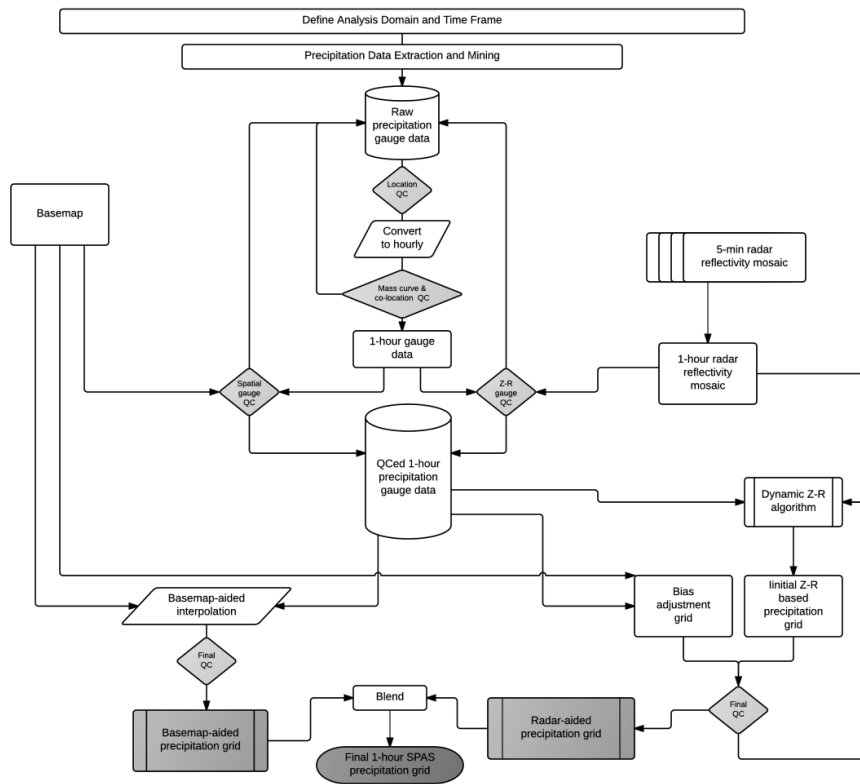 Define Analysis Domain and Time Frame
Precipitation Data Extraction and Mining
Raw
precipitation
gauge data
Location
QC
Convert
to hourly
Basemap
Mass curve &
co-location QC
5-min radar
reflectivity mosaic
1-hour gauge
data
1-hour radar
reflectivity
mosaic
Spatial
gauge
QC
Z-R
gauge
QC
QCed 1-hour
precipitation
gauge data
Dynamic Z-R
algorithm
Basemap-aided
interpolation
Bias
adjustment
grid
Iinitial Z-R
based
precipitation
grid
Final
QC
Basemap-aided
precipitation grid
Blend
Radar-aided
precipitation grid
Final
QC
Final 1-hour SPAS
precipitation grid